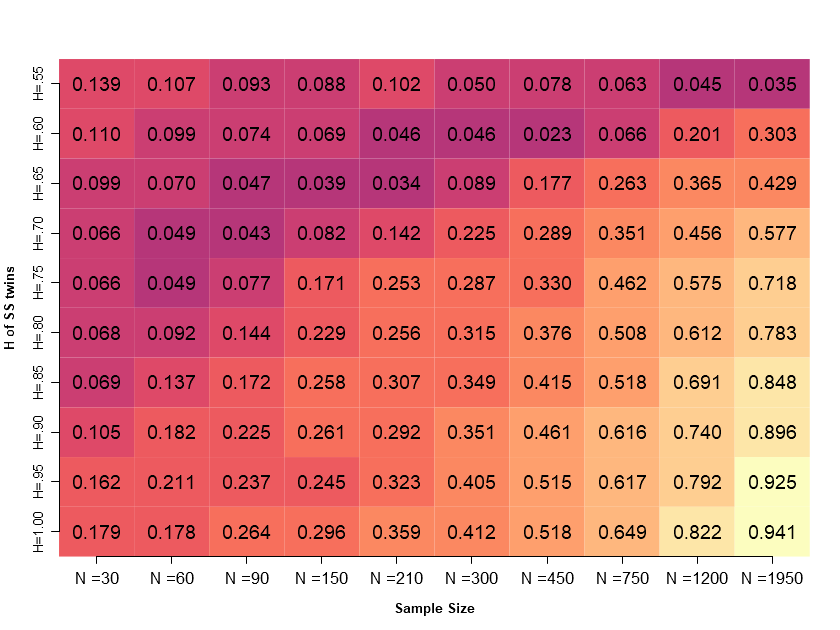 H=.55 0.139 0.107 0.093 0.088 0.102 0.050 0.078 0.063 0.045 0.035
H=.60 0.110 0.099 0.074 0.069 0.046 0.046 0.023 0.066 0.201 0.303
H=.65 0.099 0.070 0.047 0.039 0.034 0.089 0.177 0.263 0.365 0.429
H=.70 0.066 0.049 0.043 0.082 0.142 0.225 0.289 0.351 0.456 0.577
H=.75 0.066 0.049 0.077 0.171 0.253 0.287 0.330 0.462 0.575 0.718
H=.80 0.068 0.092 0.144 0.229 0.256 0.315 0.376 0.508 0.612 0.783
H=.85 0.069 0.137 0.172 0.258 0.307 0.349 0.415 0.518 0.691 0.848
H=.90 0.105 0.182 0.225 0.261 0.292 0.351 0.461 0.616 0.740 0.896
H=.95 0.162 0.211 0.237 0.245 0.323 0.405 0.515 0.617 0.792 0.925
H=1.00 0.179 0.178 0.264 0.296 0.359 0.412 0.518 0.649 0.822 0.941
N =30 N =60 N =90 N =150 N =210 N =300 N =450 N =750 N =1200 N =1950
Sample Size
H of SS twins